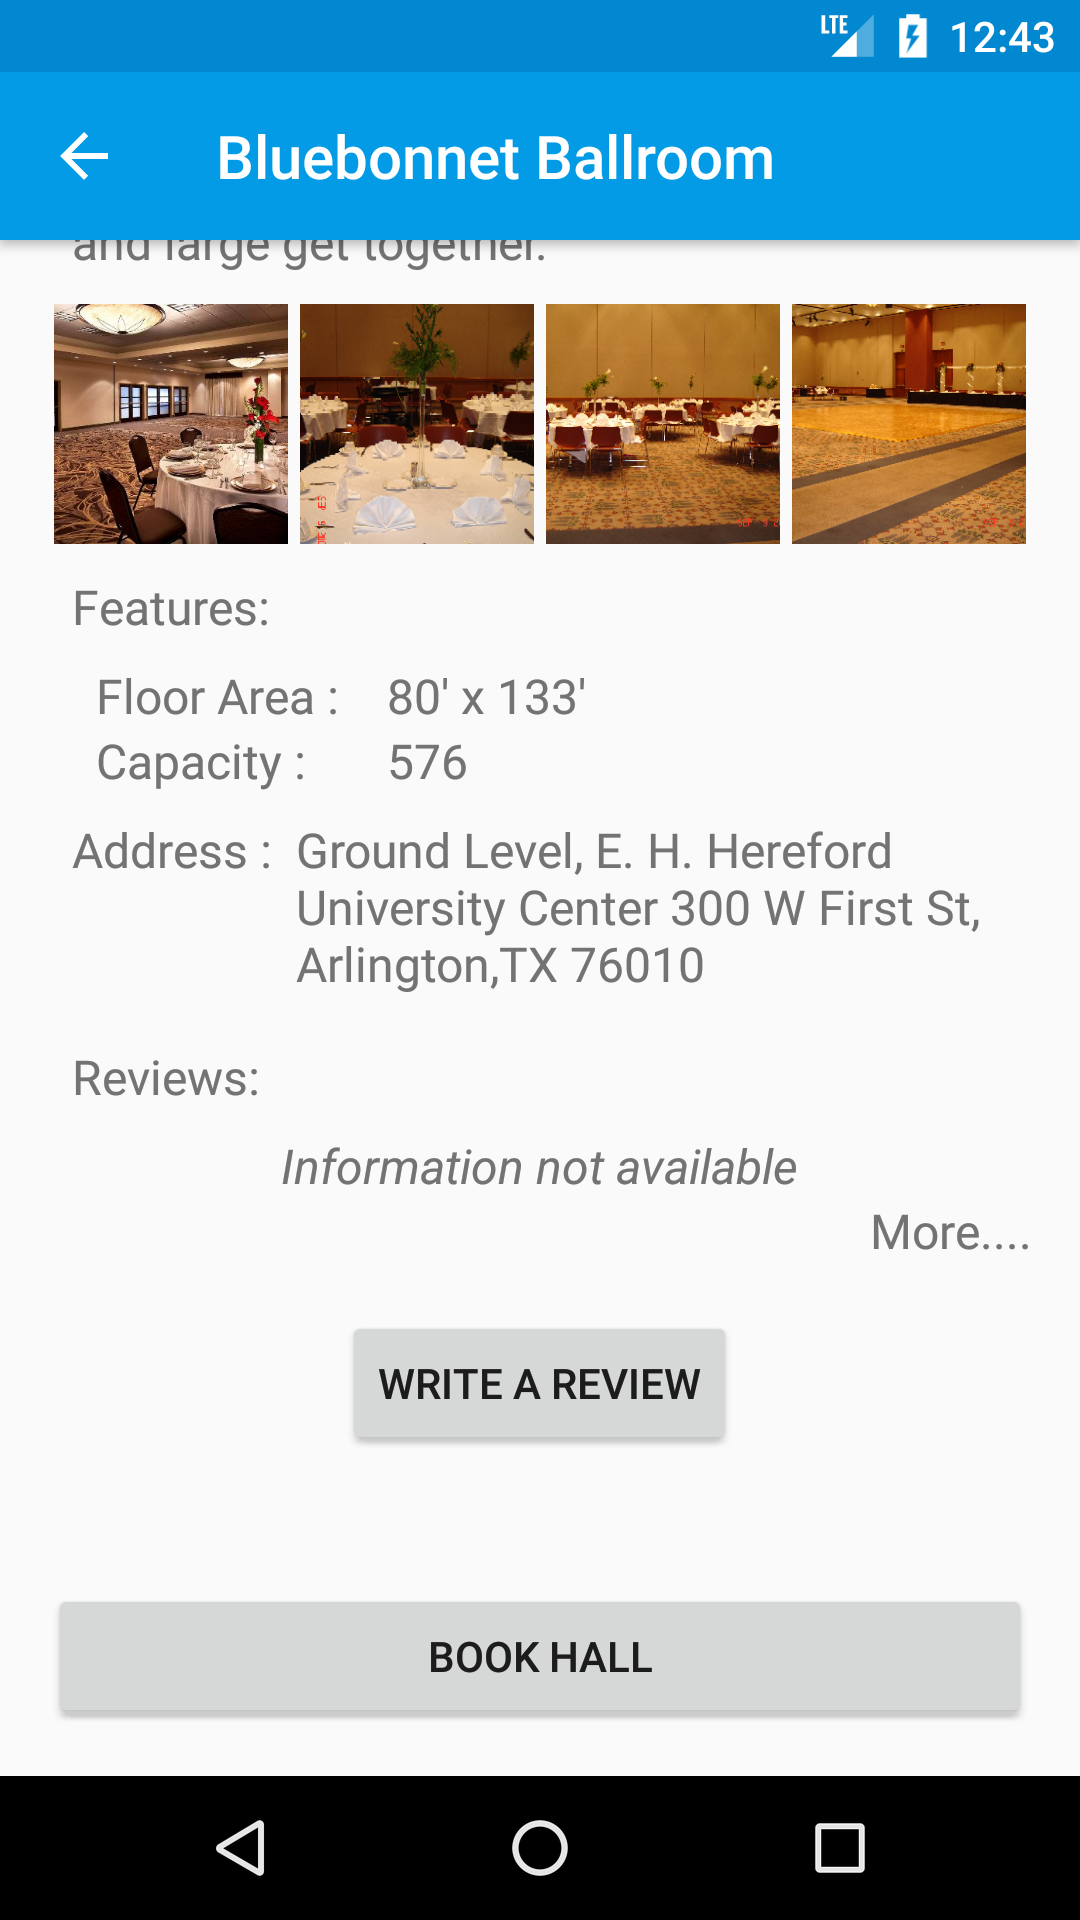 LTE 12:43
Bluebonnet Ballroom
and large get together.
Features:
Floor Area : 80' x 133'
Capacity : 576
Address : Ground Level, E. H. Hereford
University Center 300 W First St,
Arlington,TX 76010
Reviews:
Information not available
More....
WRITE A REVIEW
BOOK HALL